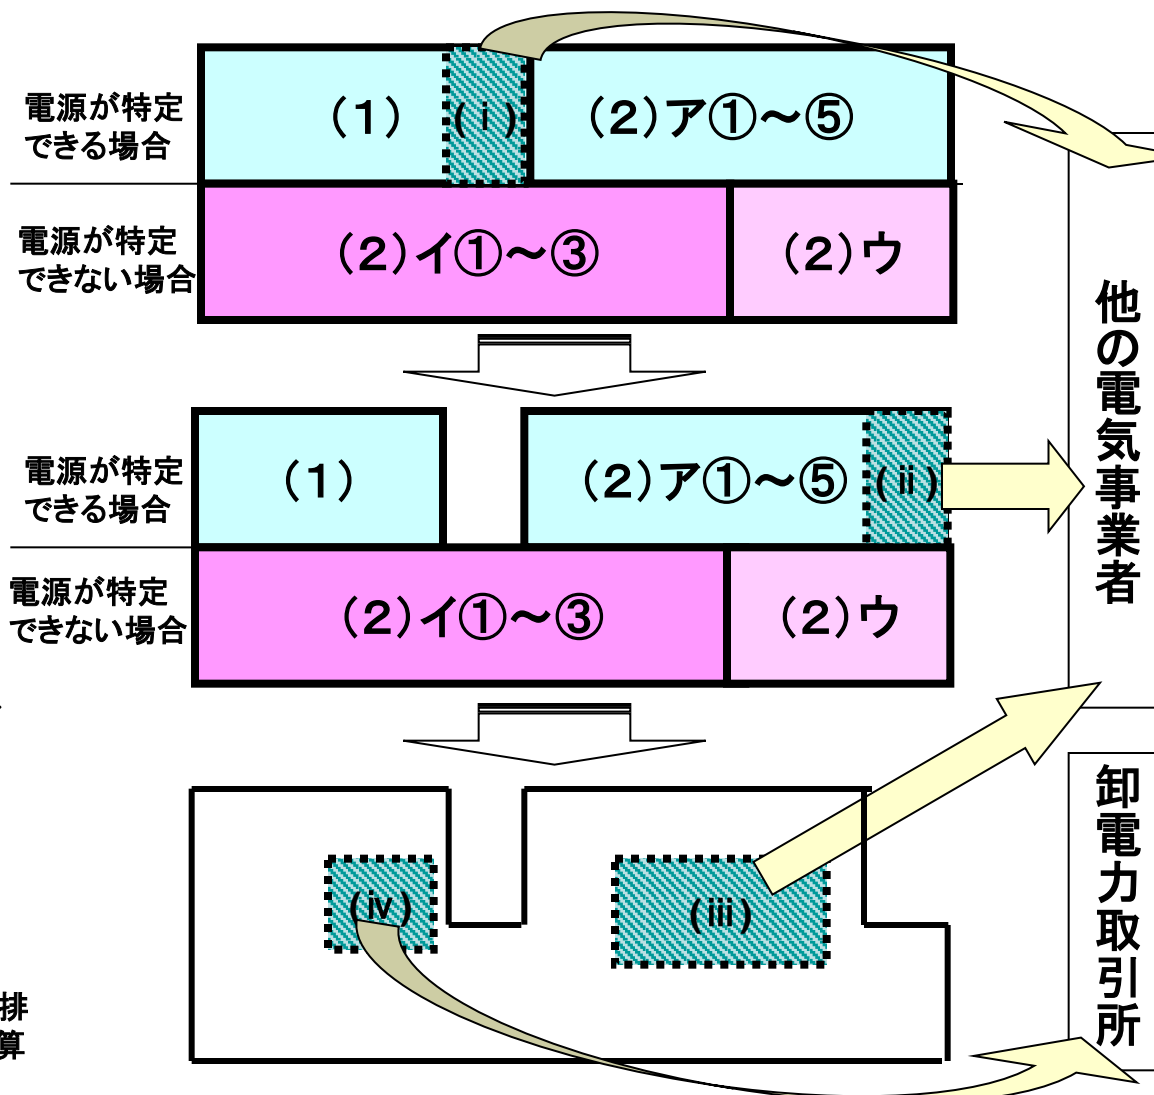 電源が特定
できる場合
（１）
（ⅰ）
（２）ア①～⑤
電源が特定
できない場合
（２）イ①～③
（２）ウ
他の電気事業者
電源が特定
できる場合
（１）
（２）ア①～⑤
（ⅱ）
電源が特定
できない場合
（２）イ①～③
（２）ウ
（ⅳ）
（ⅲ）
卸電力取引所
排
算